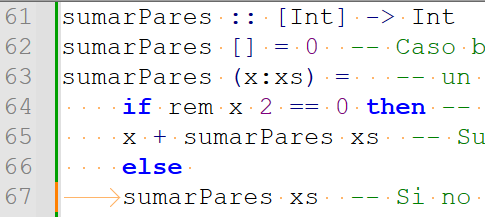 61 sumarPares :: [Int] -> Int
62 sumarPares [] = 0 -- Caso
63 sumarPares (x:xs) = -- un
64 if rem x 2 == 0 then --
65 x + sumarPares xs -- Su
66 else
67 sumarPares xs -- Si no